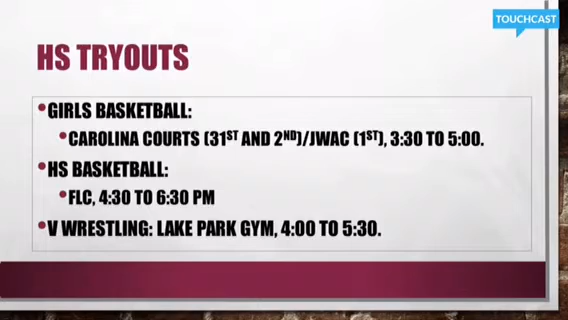 TOUCHCAST
HS TRYOUTS
•GIRLS BASKETBALL:
•CAROLINA COURTS (31ST AND 2ND)/JWAC (1ST), 3:30 TO 5:00.
•HS BASKETBALL:
•FLC, 4:30 TO 6:30 PM
•V WRESTLING: LAKE PARK GYM, 4:00 TO 5:30.